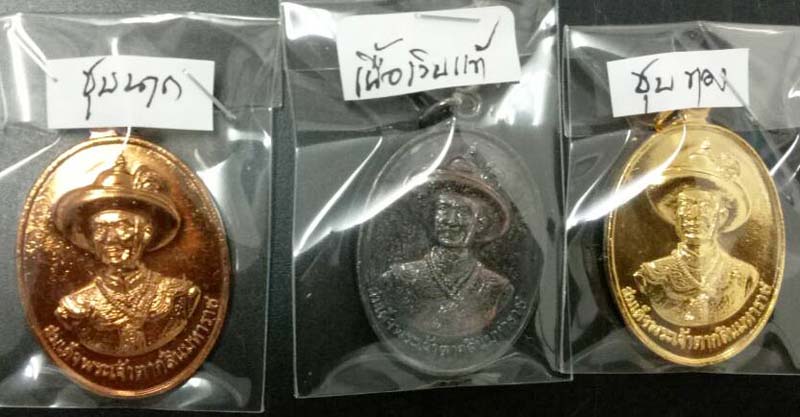 ชุบนาก
เนื้อเงินแท้
ชุบทอง
สมเด็จพระเจ้าตากสินมหาราช
สมเด็จพระเจ้าตากสินมหาราช
สมเด็จพระเจ้าตากสินมหาราช